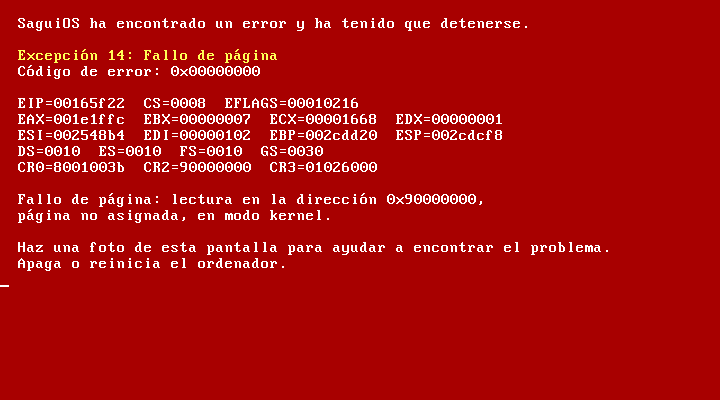 SaguiOS ha encontrado un error y ha tenido que detenerse.
Excepción 14: Fallo de página
Código de error: 0x00000000
EIP=00165f22  CS=0008  EFLAGS=00010216
EAX=001e1ffc  EBX=00000007  ECX=00001668  EDX=00000001
ESI=002548b4  EDI=00000102  EBP=002cdd20  ESP=002cdcf8
DS=0010  ES=0010  FS=0010  GS=0030
CR0=8001003b  CR2=90000000  CR3=01026000
Fallo de página: lectura en la dirección 0x90000000,
página no asignada, en modo kernel.
Haz una foto de esta pantalla para ayudar a encontrar el problema.
Apaga o reinicia el ordenador.